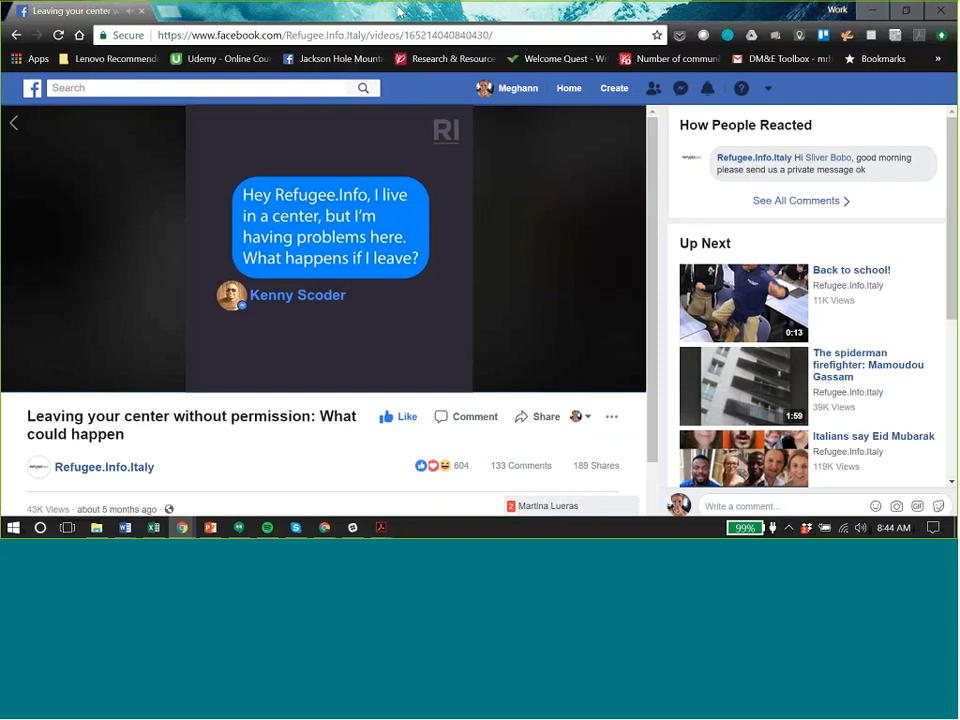 Leaving your center w
Work
Secure
https://www.facebook.com/Refugee.Info.Italy/videos/165214040840430/
Apps
Lenovo Recommend
Udemy - Online Cou
Jackson Hole Mount
Research & Resource
Welcome Quest - W
Number of commun
DM&E Toolbox - mrh
Bookmarks
»
Search
Meghann
Home
Create
RI
Hey Refugee.Info, I live
in a center, but I'm
having problems here.
What happens if I leave?
Kenny Scoder
How People Reacted
Refugee.Info.Italy Hi Sliver Bobo, good morning
please send us a private message ok
See All Comments
Up Next
Back to school!
Refugee.Info.Italy
11K Views
0:13
The spiderman
firefighter: Mamoudou
Gassam
Refugee.Info.Italy
39K Views
1:59
Italians say Eid Mubarak
Refugee.Info.Italy
119K Views
Leaving your center without permission: What
could happen
Like
Comment
Share
Refugee.Info.Italy
604
133 Comments
189 Shares
43K Views · about 5 months ago
2 Martina Lueras
Write a comment...
GIF
99%
8:44 AM